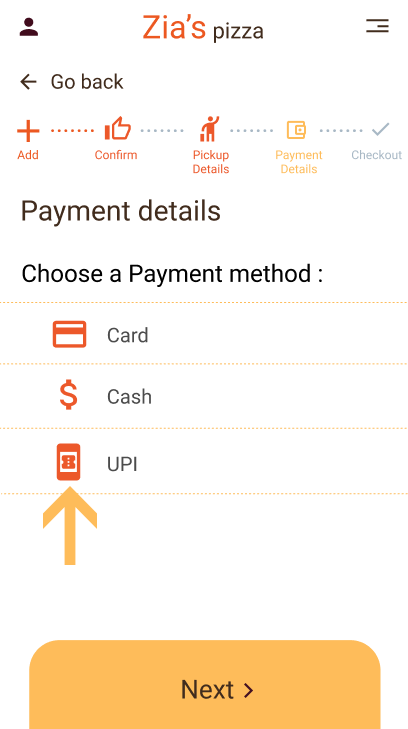 Zia's pizza
Go back
Add
Confirm
Pickup
Details
Payment
Details
Checkout
Payment details
Choose a Payment method :
Card
Cash
UPI
Next